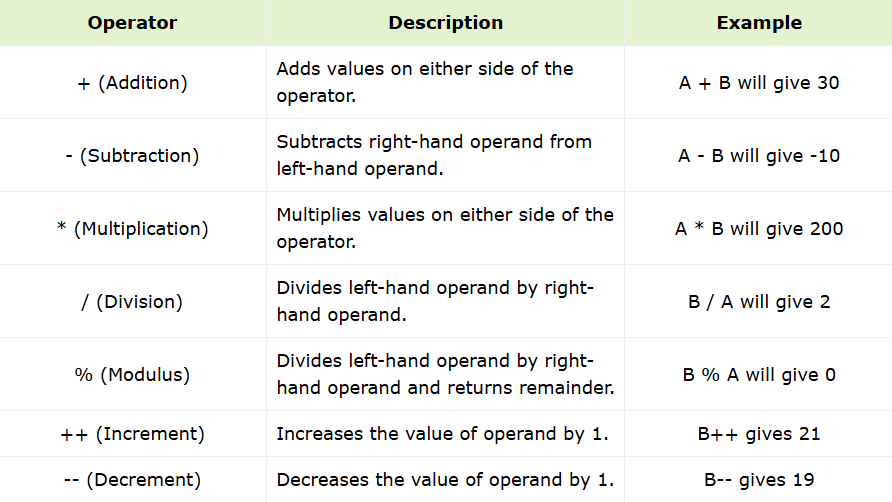 Operator Description Example
+ (Addition) Adds values on either side of the
operator. A + B will give 30
- (Subtraction) Subtracts right-hand operand from
left-hand operand. A - B will give -10
* (Multiplication) Multiplies values on either side of the
operator. A * B will give 200
/ (Division) Divides left-hand operand by right-
hand operand. B / A will give 2
% (Modulus) Divides left-hand operand by right-
hand operand and returns remainder. B % A will give 0
++ (Increment) Increases the value of operand by 1. B++ gives 21
-- (Decrement) Decreases the value of operand by 1. B-- gives 19